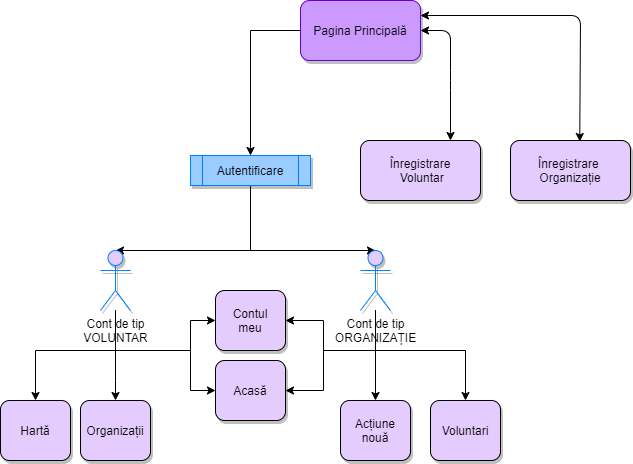 Pagina Principală
Înregistrare
Voluntar
Înregistrare
Organizație
Autentificare
Cont de tip
VOLUNTAR
Contul
meu
Cont de tip
ORGANIZAȚIE
Acasă
Hartă
Organizații
Acțiune
nouă
Voluntari